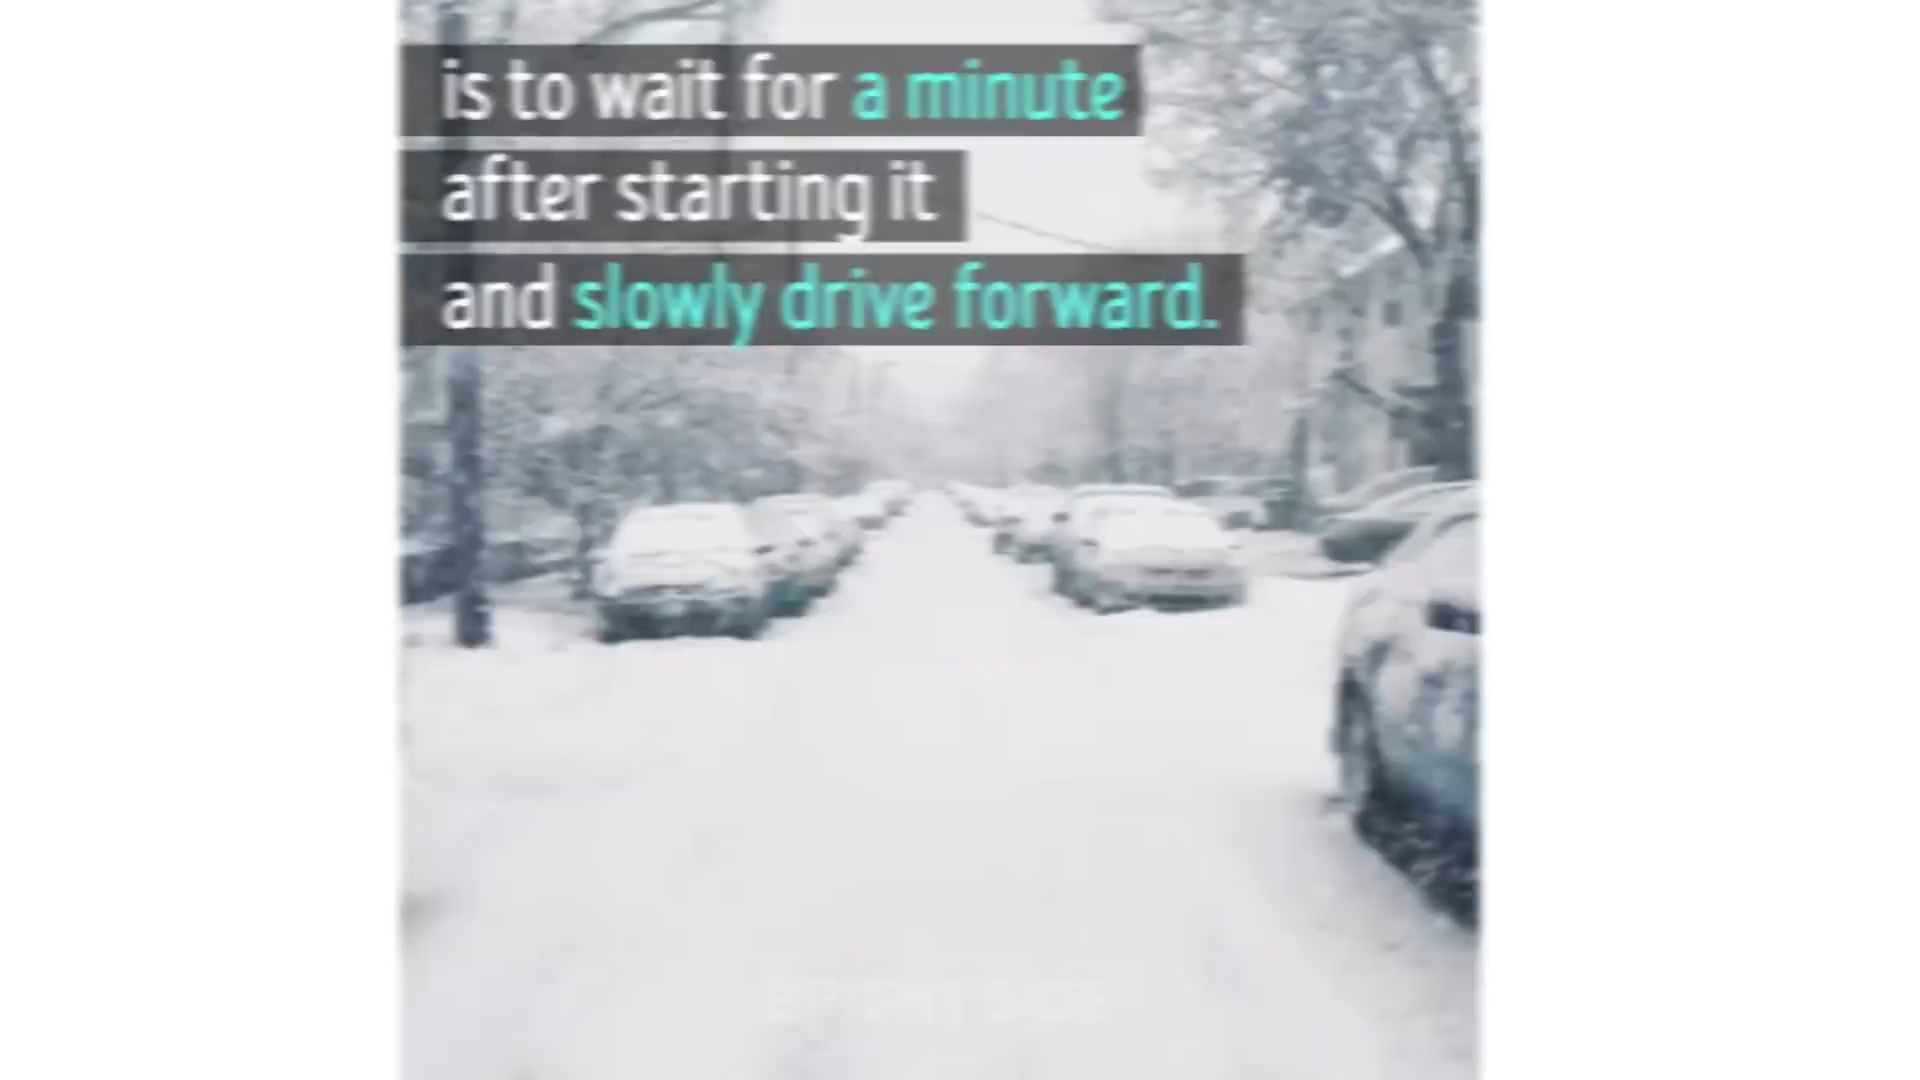 is to wait for a minute
after starting it
and slowly drive forward.